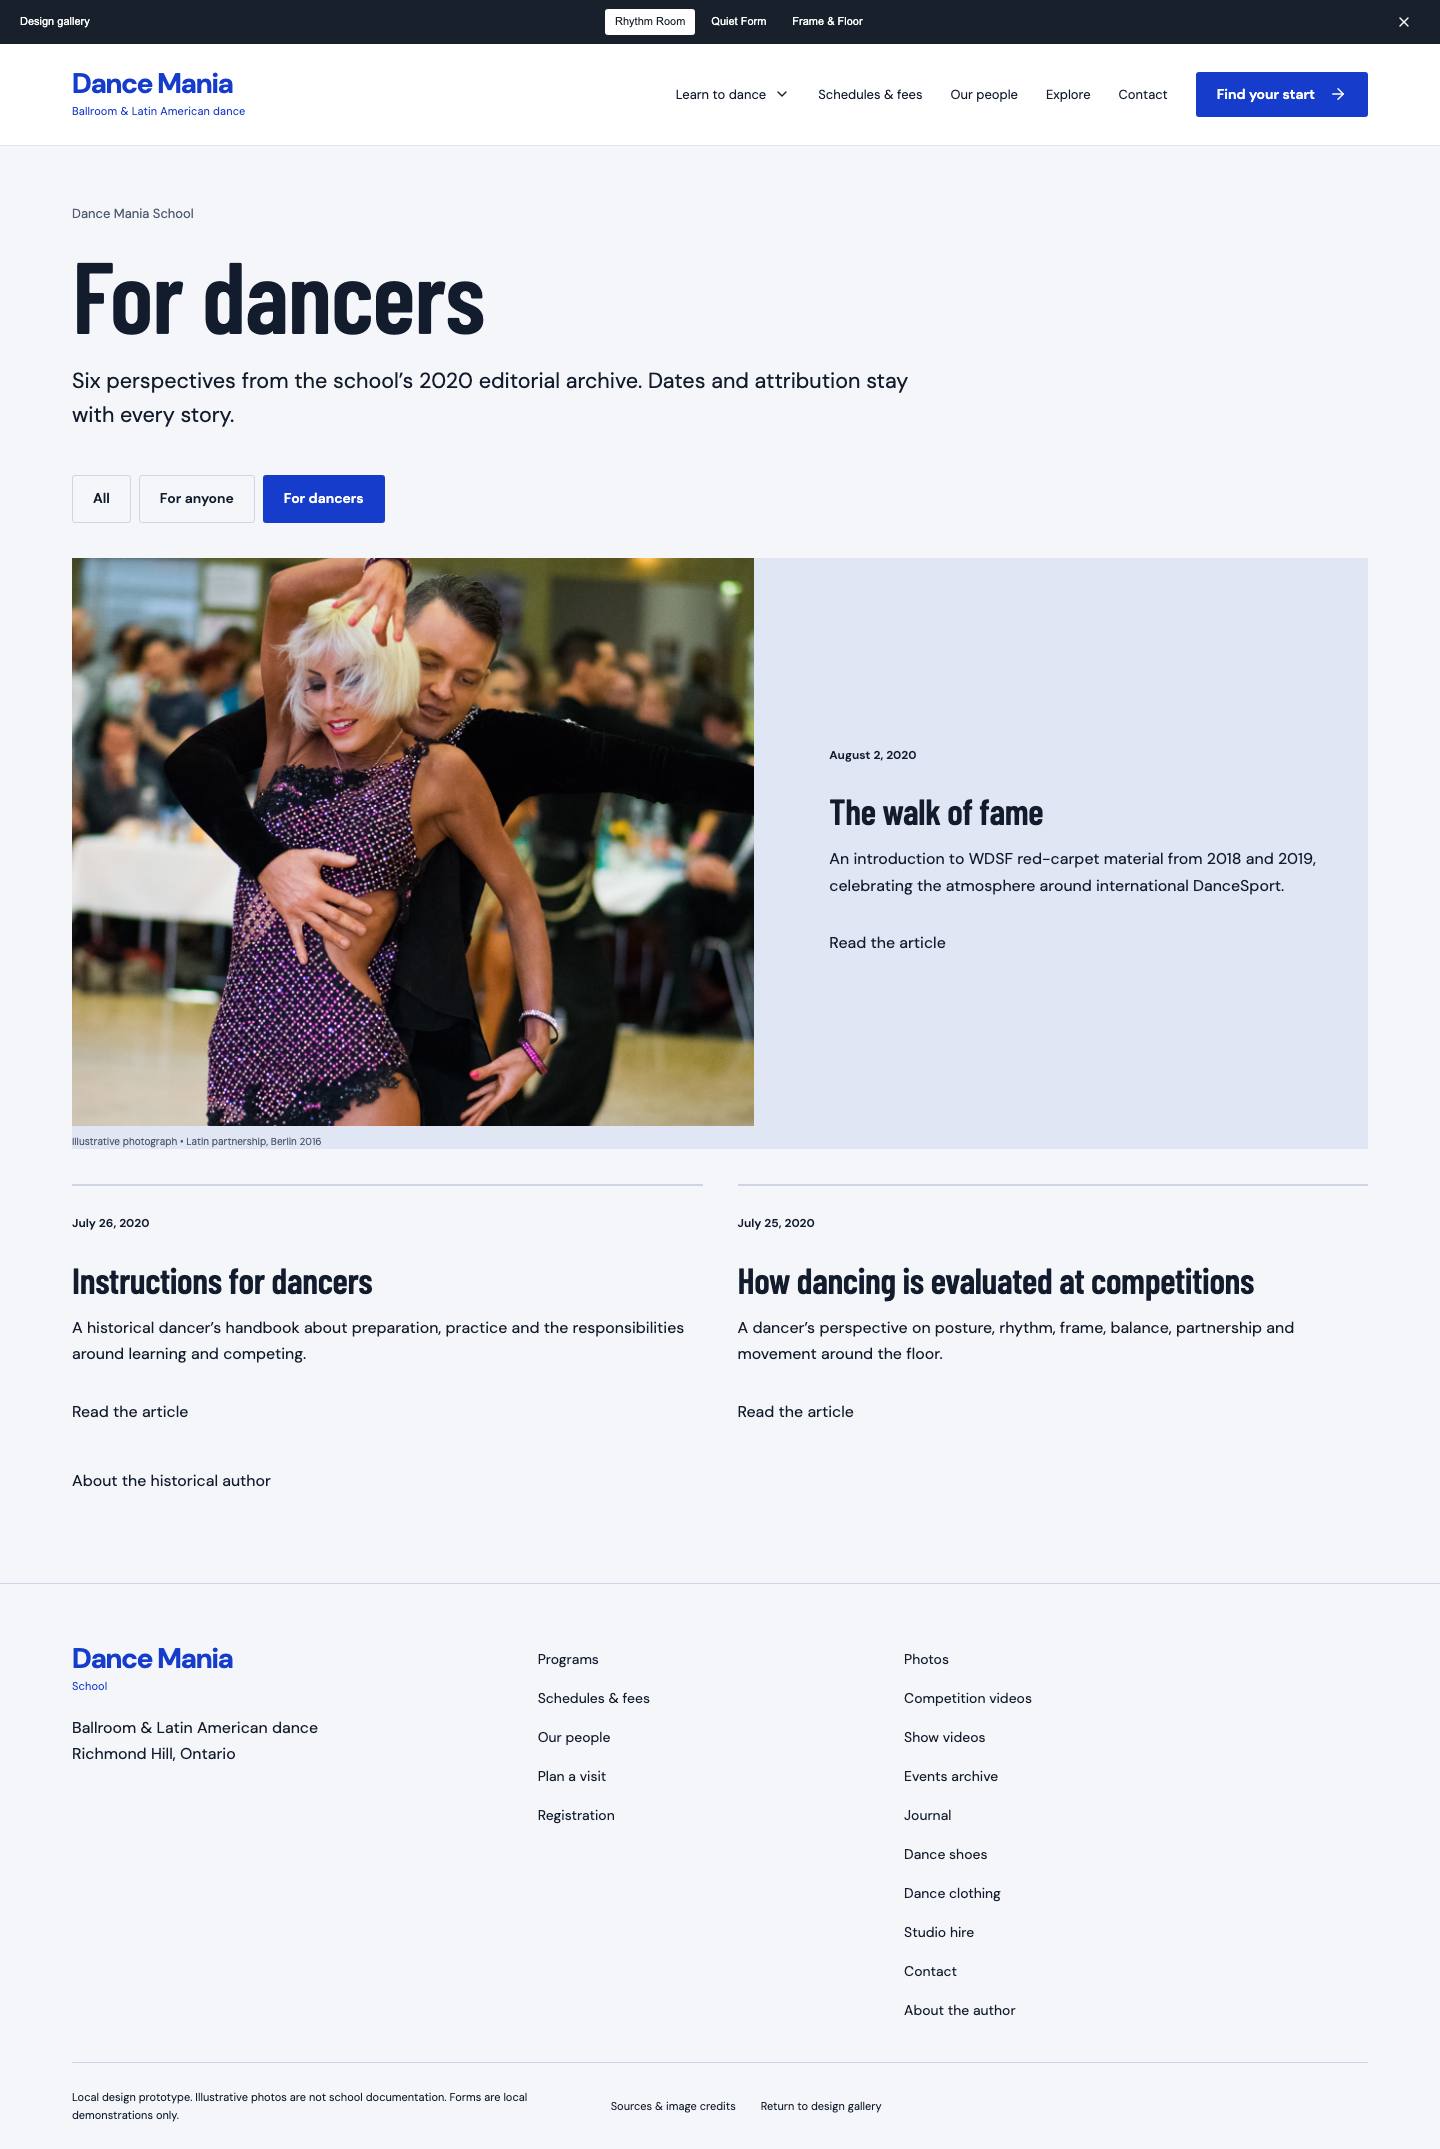 Design gallery
Rhythm Room
Quiet Form
Frame & Floor
Dance Mania
Ballroom & Latin American dance
Learn to dance
Schedules & fees
Our people
Explore
Contact
Find your start
Dance Mania School
For dancers
Six perspectives from the school’s 2020 editorial archive. Dates and attribution stay
with every story.
All
For anyone
For dancers
August 2, 2020
The walk of fame
An introduction to WDSF red-carpet material from 2018 and 2019,
celebrating the atmosphere around international DanceSport.
Read the article
Illustrative photograph • Latin partnership, Berlin 2016
July 26, 2020
Instructions for dancers
A historical dancer’s handbook about preparation, practice and the responsibilities
around learning and competing.
Read the article
July 25, 2020
How dancing is evaluated at competitions
A dancer’s perspective on posture, rhythm, frame, balance, partnership and
movement around the floor.
Read the article
About the historical author
Dance Mania
School
Ballroom & Latin American dance
Richmond Hill, Ontario
Programs
Schedules & fees
Our people
Plan a visit
Registration
Photos
Competition videos
Show videos
Events archive
Journal
Dance shoes
Dance clothing
Studio hire
Contact
About the author
Local design prototype. Illustrative photos are not school documentation. Forms are local
demonstrations only.
Sources & image credits
Return to design gallery